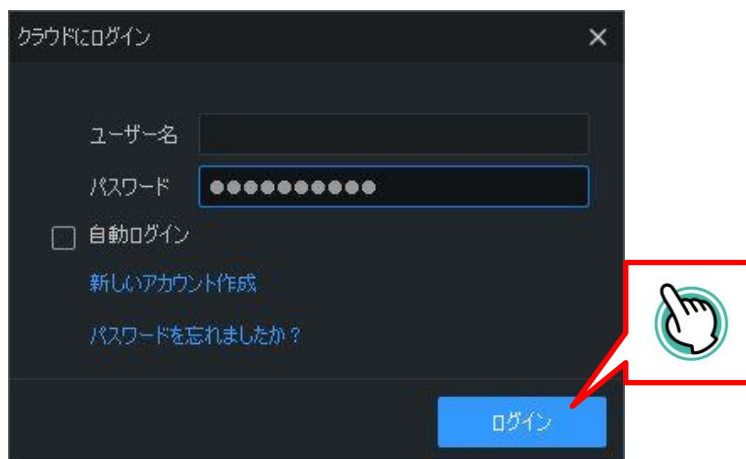 クラウドにログイン
ユーザー名
パスワード ●●●●●●●●●●
自動ログイン
新しいアカウント作成
パスワードを忘れましたか？
ログイン